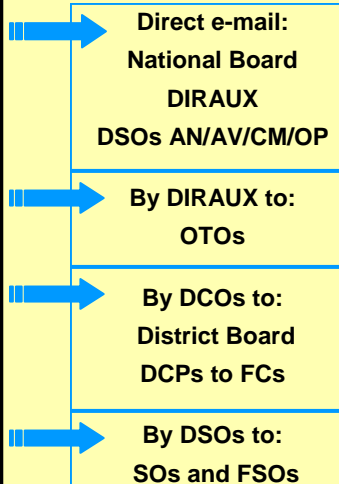 Direct e-mail:
National Board
DIRAUX
DSOs AN/AV/CM/OP
By DIRAUX to:
OTOs
By DCOs to:
District Board
DCPs to FCs
By DSOs to:
SOs and FSOs